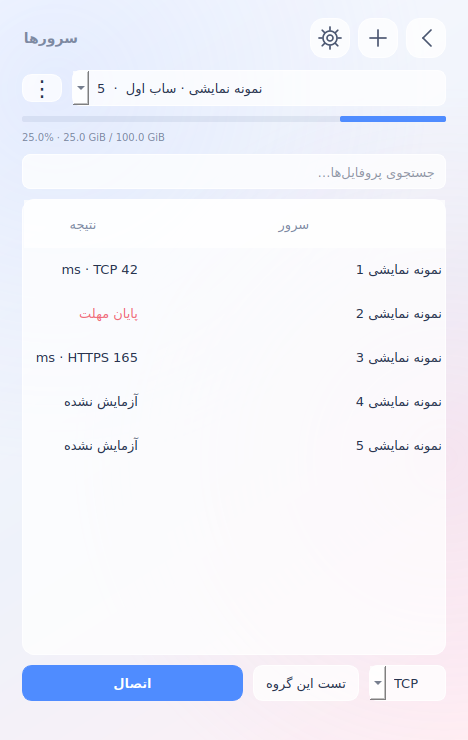 سرورها
نمونه نمایشی · ساب اول · 5
25.0% · 25.0 GiB / 100.0 GiB
جستجوی پروفایل‌ها...
سرور نتیجه
نمونه نمایشی 1 42 ms · TCP
نمونه نمایشی 2 پایان مهلت
نمونه نمایشی 3 165 ms · HTTPS
نمونه نمایشی 4 آزمایش نشده
نمونه نمایشی 5 آزمایش نشده
TCP تست این گروه اتصال